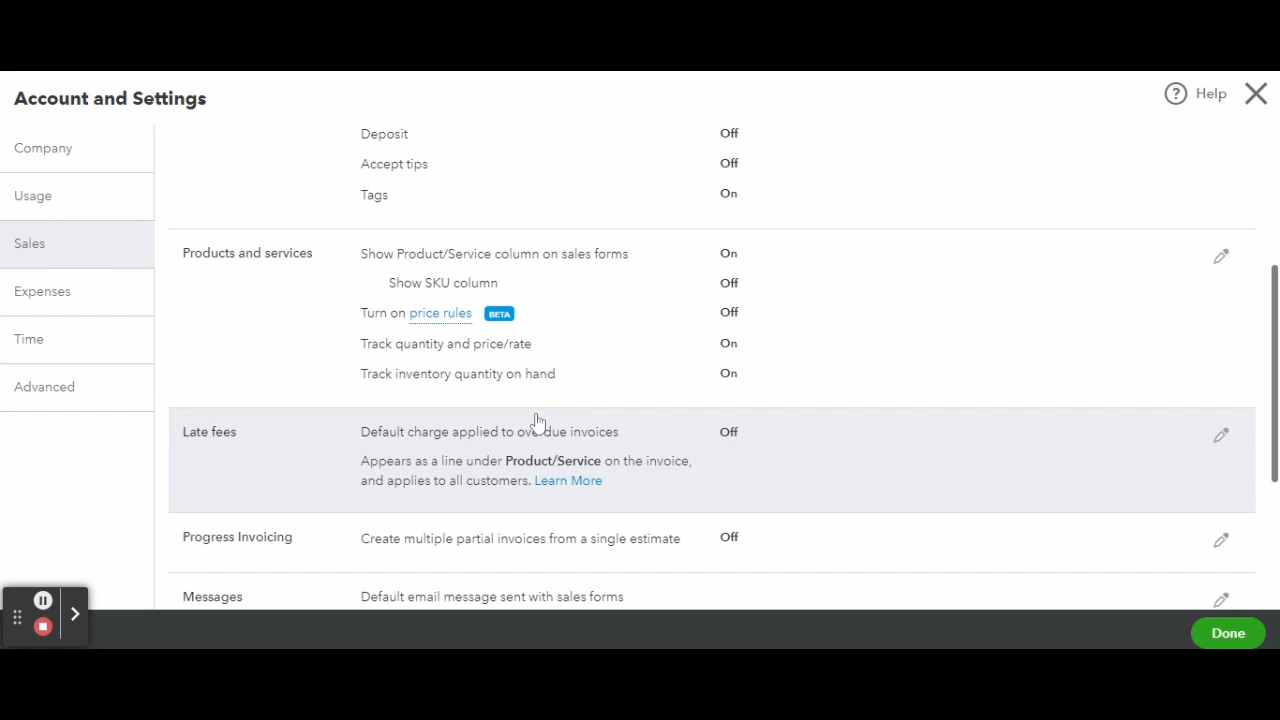 Account and Settings
Help
Company
Usage
Sales
Expenses
Time
Advanced
Deposit Off
Accept tips Off
Tags On
Products and services Show Product/Service column on sales forms On
Show SKU column Off
Turn on price rules BETA Off
Track quantity and price/rate On
Track inventory quantity on hand On
Late fees Default charge applied to overdue invoices Off
Appears as a line under Product/Service on the invoice,
and applies to all customers. Learn More
Progress Invoicing Create multiple partial invoices from a single estimate Off
Messages Default email message sent with sales forms
Done